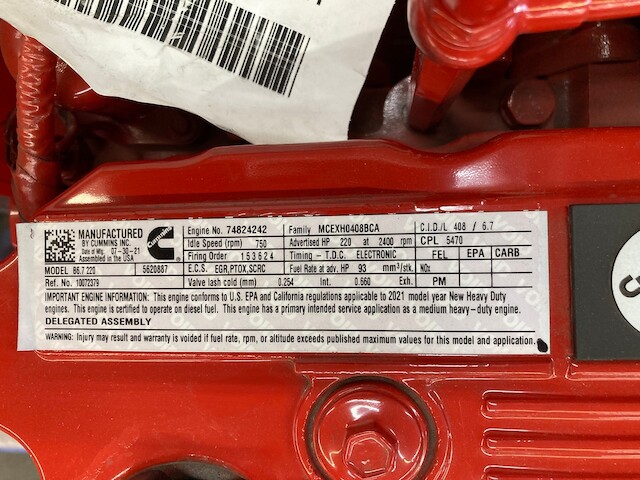 MANUFACTURED
BY CUMMINS INC.
Date of Mfg. 07-30-21
Assembled in the USA
Cummins
Engine No. 74824242 Family MCEXH0408BCA C.I.D./L 408 / 6.7
Idle Speed (rpm) 750 Advertised HP 220 at 2400 rpm CPL 5470
Firing Order 153624 Timing - T.D.C. ELECTRONIC FEL EPA CARB
B6.7 220 5620887 E.C.S. EGR,PTOX,SCRC Fuel Rate at adv. HP 93 mm³/stk. NOx
Ref. No. 10072379 Valve lash cold (mm) 0.254 Int. 0.660 Exh. PM
IMPORTANT ENGINE INFORMATION: This engine conforms to U.S. EPA and California regulations applicable to 2021 model year New Heavy Duty
engines. This engine is certified to operate on diesel fuel. This engine has a primary intended service application as a medium heavy-duty engine.
DELEGATED ASSEMBLY
WARNING: Injury may result and warranty is voided if fuel rate, rpm, or altitude exceeds published maximum values for this model and application.